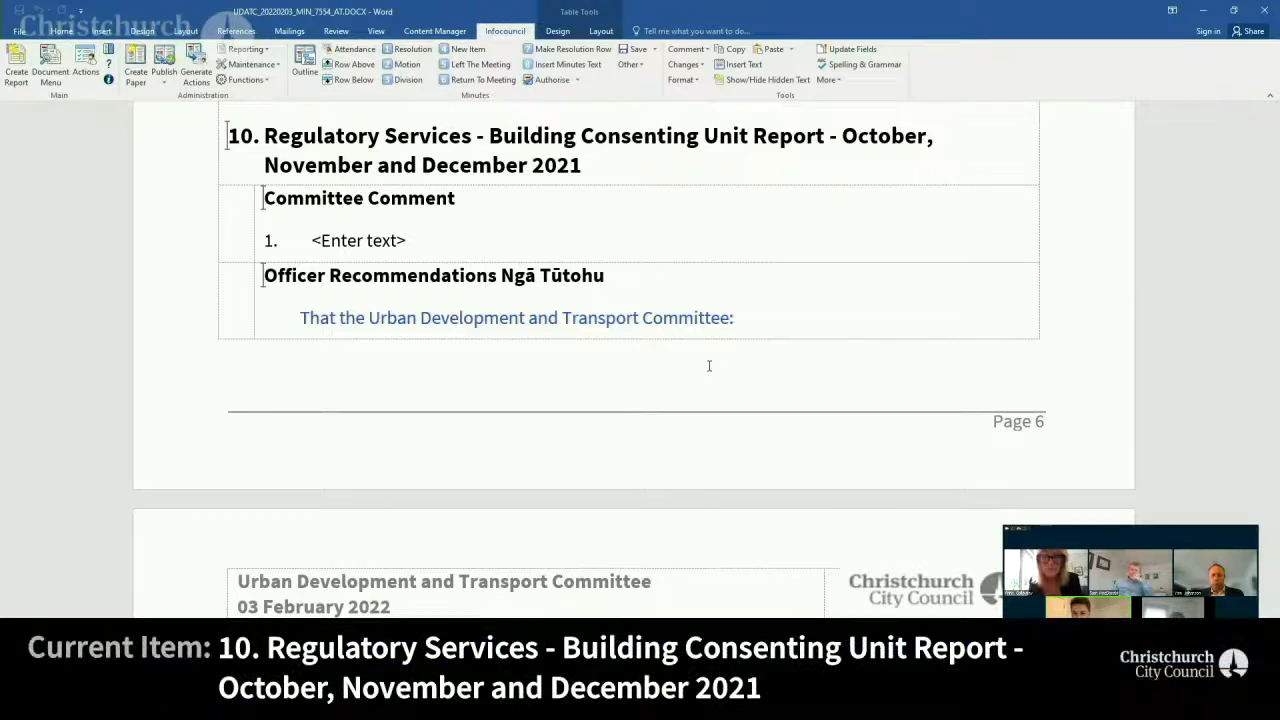 Christchurch
UDATC_20220203_MIN_7554_AT.DOCX - Word
Table Tools
File Home Insert Design Layout References Mailings Review View Content Manager Infocouncil Design Layout Tell me what you want to do... Sign in Share
Create Report
Document Menu
Actions
?
Main
Create Paper
Publish
Generate Actions
Reporting
Maintenance
Functions
Administration
Outline
Attendance
Row Above
Row Below
Resolution
Motion
Division
New Item
Left The Meeting
Return To Meeting
Make Resolution Row
Insert Minutes Text
Authorise
Save
Other
Minutes
Comment
Changes
Format
Copy
Insert Text
Show/Hide Hidden Text
Paste
Update Fields
Spelling & Grammar
More
Tools
10. Regulatory Services - Building Consenting Unit Report - October,
November and December 2021
Committee Comment
1. <Enter text>
Officer Recommendations Ngā Tūtohu
That the Urban Development and Transport Committee:
Page 6
Urban Development and Transport Committee
03 February 2022
Christchurch
City Council
Current Item: 10. Regulatory Services - Building Consenting Unit Report -
October, November and December 2021
Christchurch
City Council